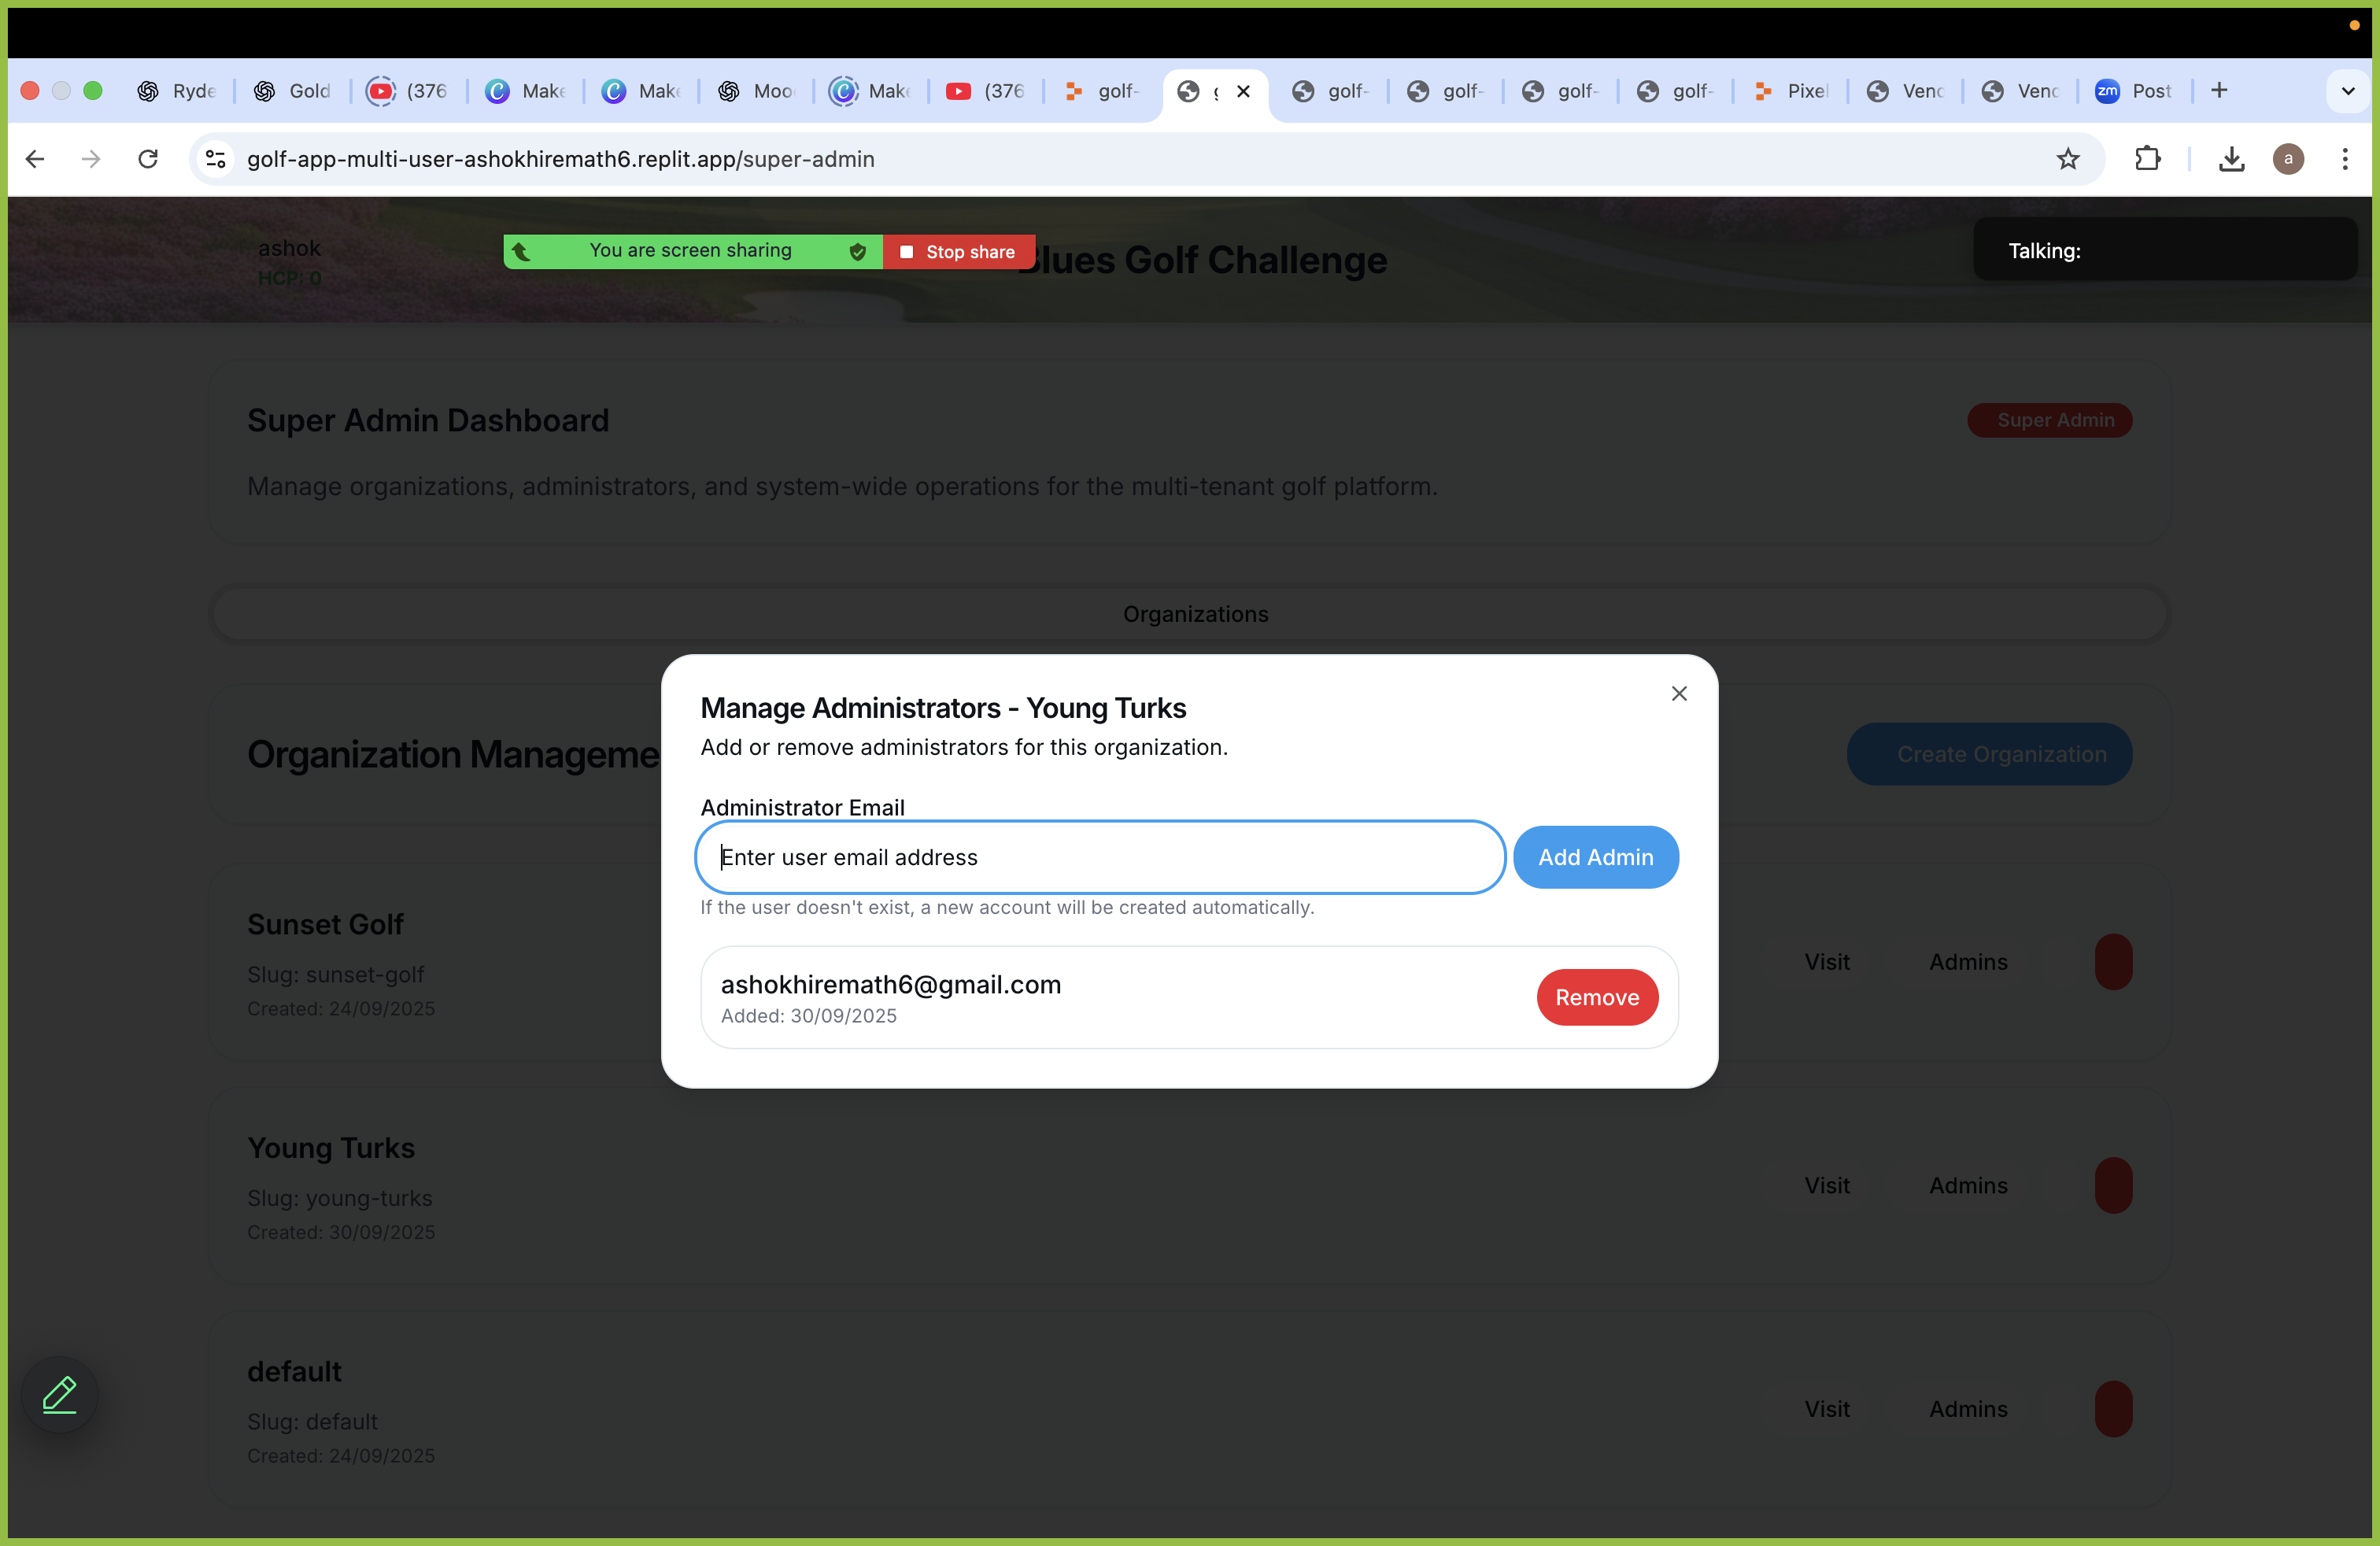 Ryde
Gold
(376
Make
Make
Moo
Make
(376
golf-
golf-
golf-
golf-
golf-
Pixel
Vend
Vend
zm Post
golf-app-multi-user-ashokhiremath6.replit.app/super-admin
a
ashok
HCP: 0
You are screen sharing
Stop share
Blues Golf Challenge
Talking:
Super Admin Dashboard
Super Admin
Manage organizations, administrators, and system-wide operations for the multi-tenant golf platform.
Organizations
Organization Manageme
Create Organization
Manage Administrators - Young Turks
Add or remove administrators for this organization.
Administrator Email
Enter user email address
Add Admin
If the user doesn't exist, a new account will be created automatically.
ashokhiremath6@gmail.com
Added: 30/09/2025
Remove
Sunset Golf
Slug: sunset-golf
Created: 24/09/2025
Visit
Admins
Young Turks
Slug: young-turks
Created: 30/09/2025
Visit
Admins
default
Slug: default
Created: 24/09/2025
Visit
Admins